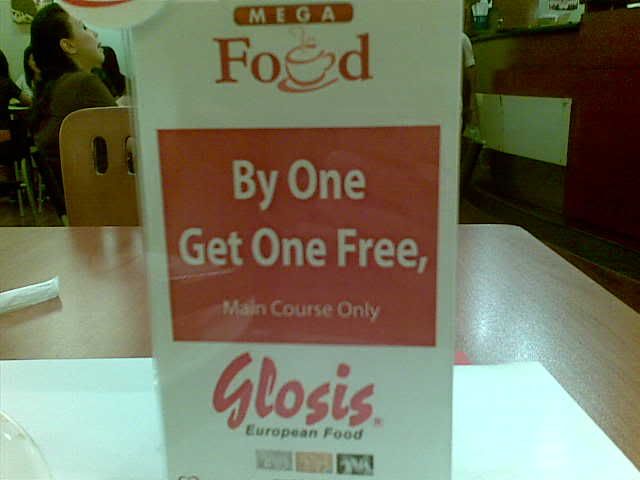 MEGA
Food
By One
Get One Free,
Main Course Only
Glosis®
European Food